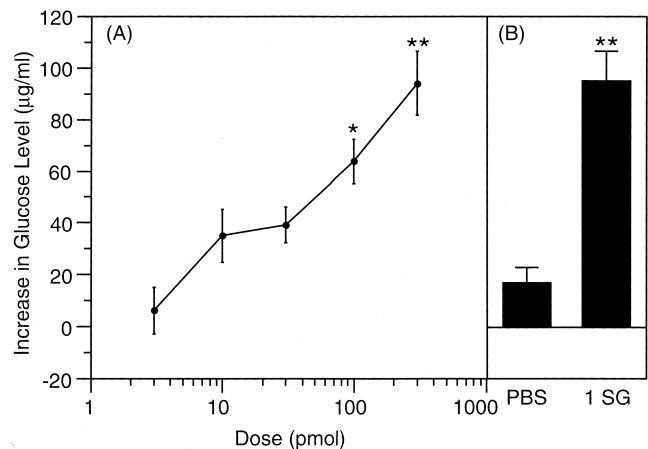 Increase in Glucose Level (µg/ml)
120
100
80
60
40
20
0
-20
(A)
*
**
1
10
100
1000
Dose (pmol)
(B)
**
PBS
1 SG